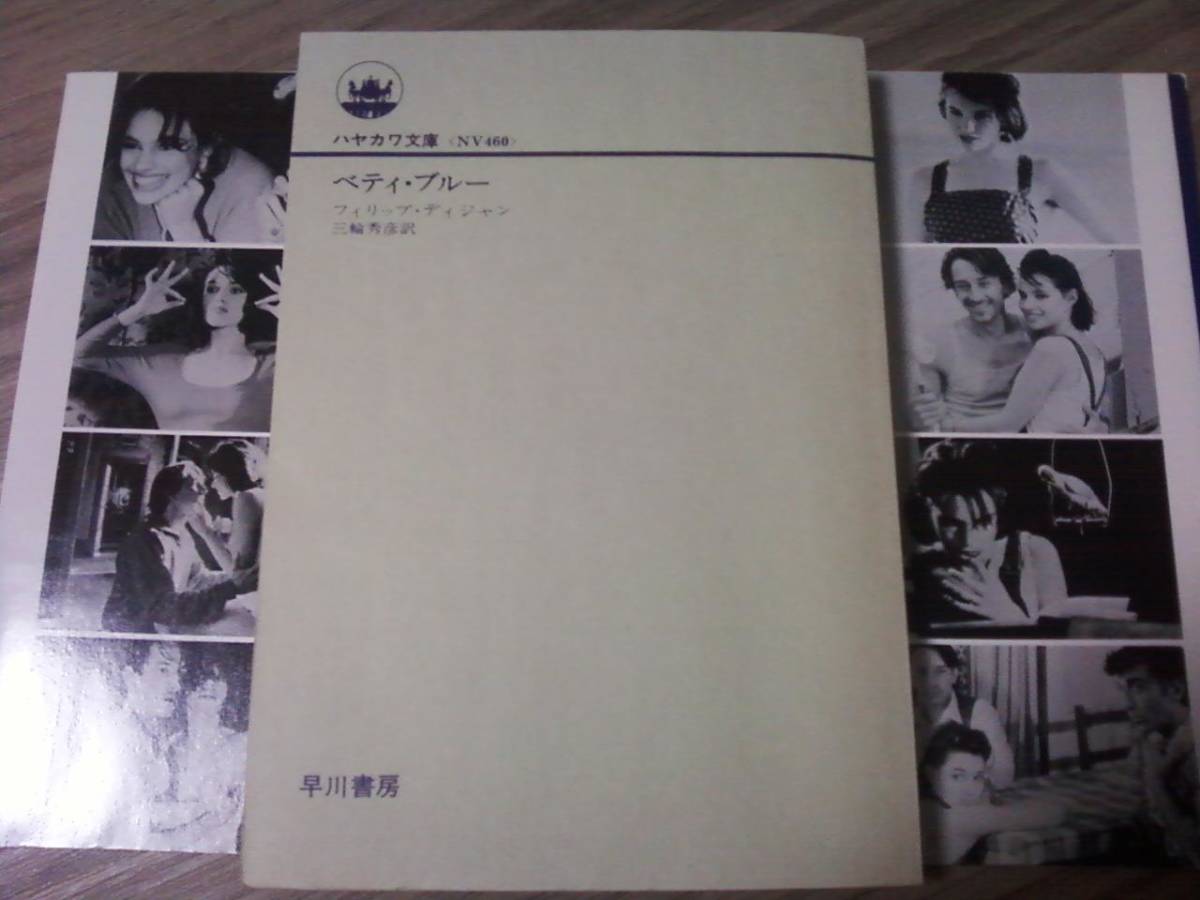 ハヤカワ文庫〈NV460〉
ベティ・ブルー
フィリップ・ディジャン
三輪秀彦訳
早川書房